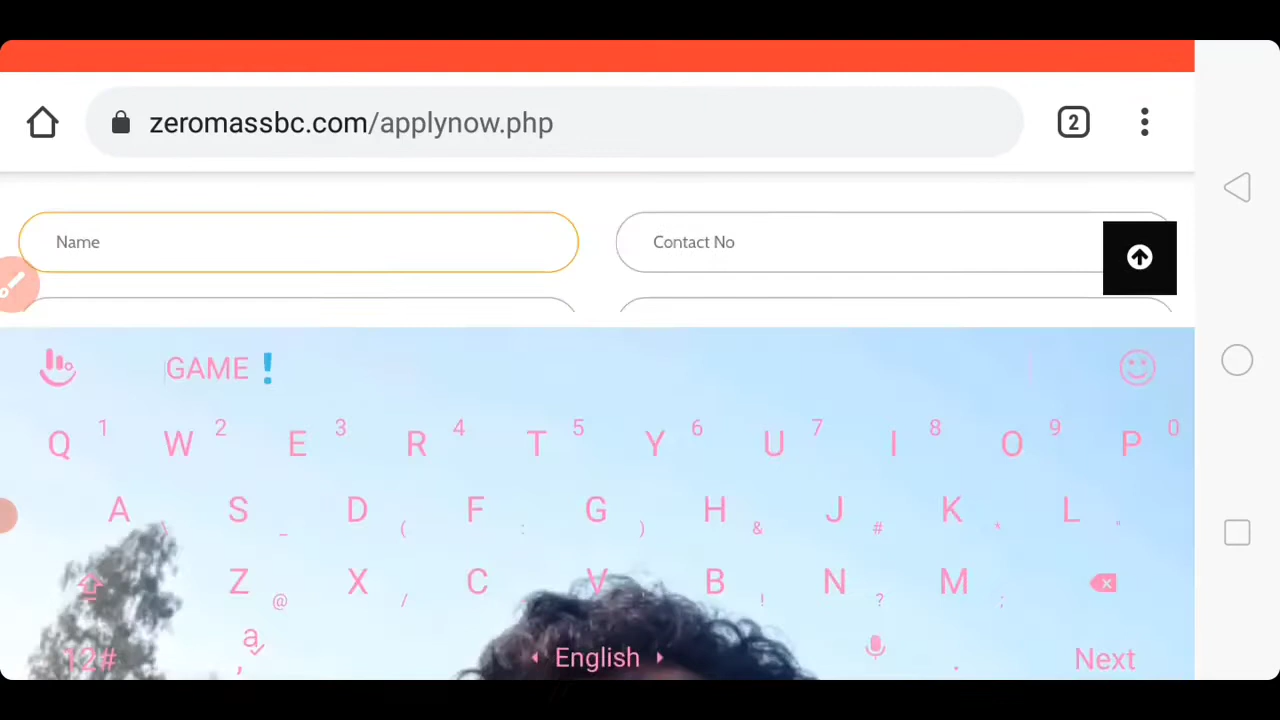 zeromassbc.com/applynow.php
2
Name
Contact No
GAME❗
Q 1 W 2 E 3 R 4 T 5 Y 6 U 7 I 8 O 9 P 0
A \ S _ D ( F : G ) H & J # K * L "
Z @ X / C V B ! N ? M ;
12# a , English . Next